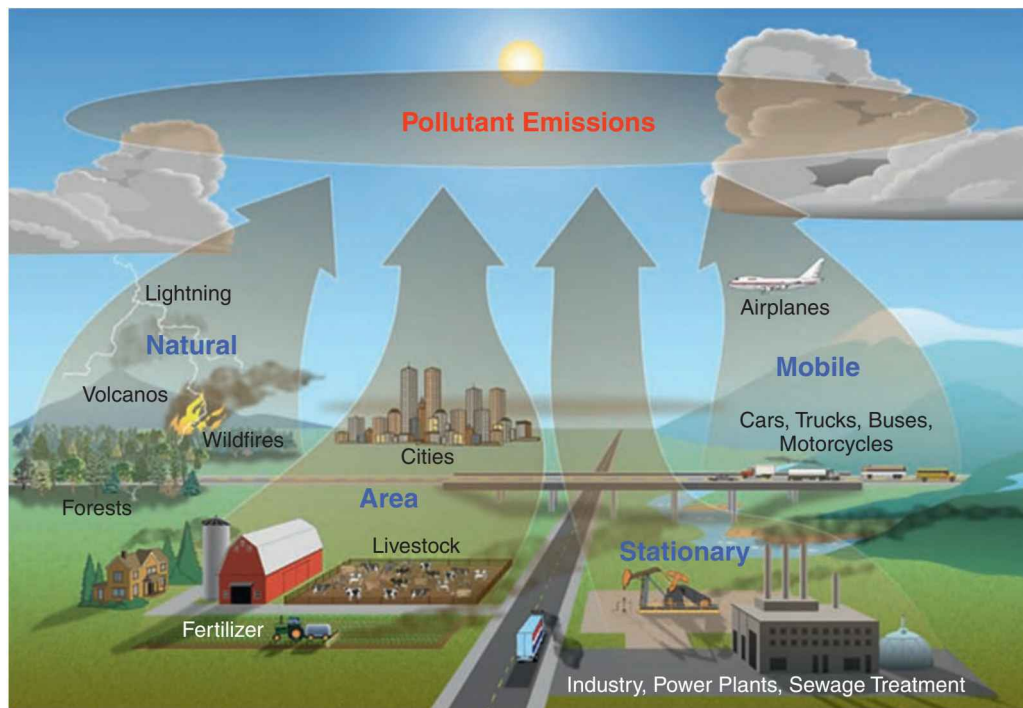 Pollutant Emissions
Lightning
Natural
Volcanos
Wildfires
Forests
Cities
Area
Livestock
Fertilizer
Airplanes
Mobile
Cars, Trucks, Buses,
Motorcycles
Stationary
Industry, Power Plants, Sewage Treatment